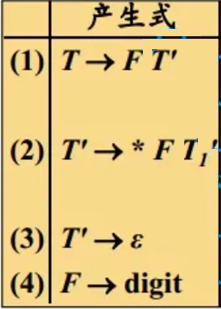 产生式
(1) T → F T′
(2) T′ → * F T₁′
(3) T′ → ε
(4) F → digit